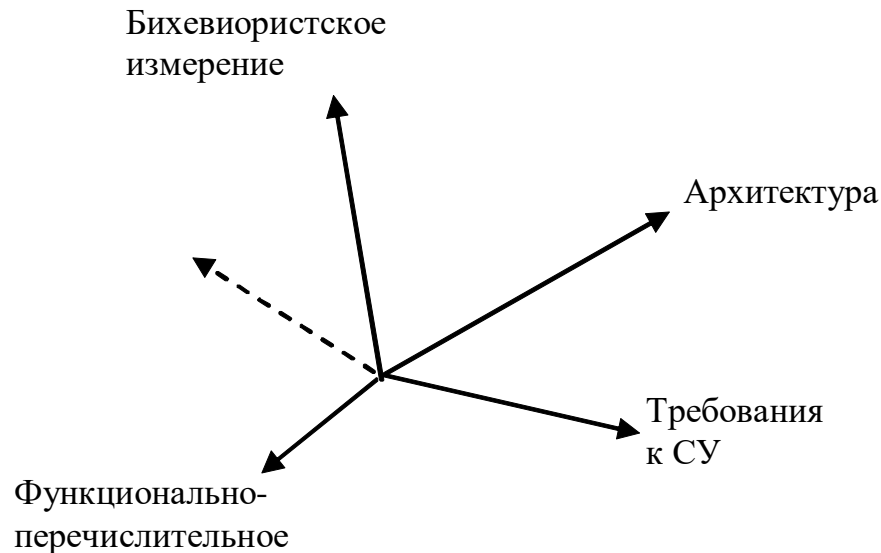 Бихевиористское
измерение
Архитектура
Требования
к СУ
Функционально-
перечислительное